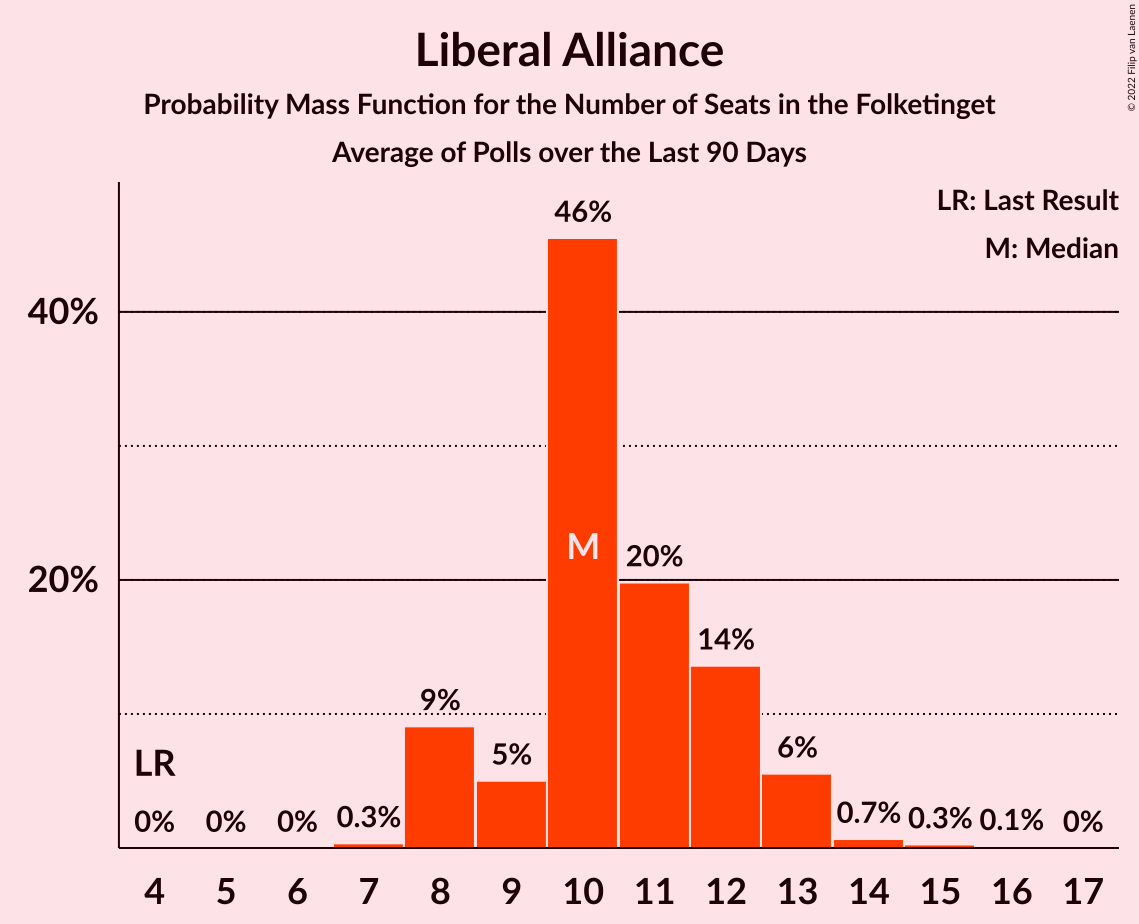 Liberal Alliance
Probability Mass Function for the Number of Seats in the Folketinget
Average of Polls over the Last 90 Days
© 2022 Filip van Laenen
LR: Last Result
M: Median
46%
40%
M
20%
20%
14%
9%
5%
6%
LR
0%
0%
0%
0.3%
0.7%
0.3%
0.1%
0%
4 5 6 7 8 9 10 11 12 13 14 15 16 17